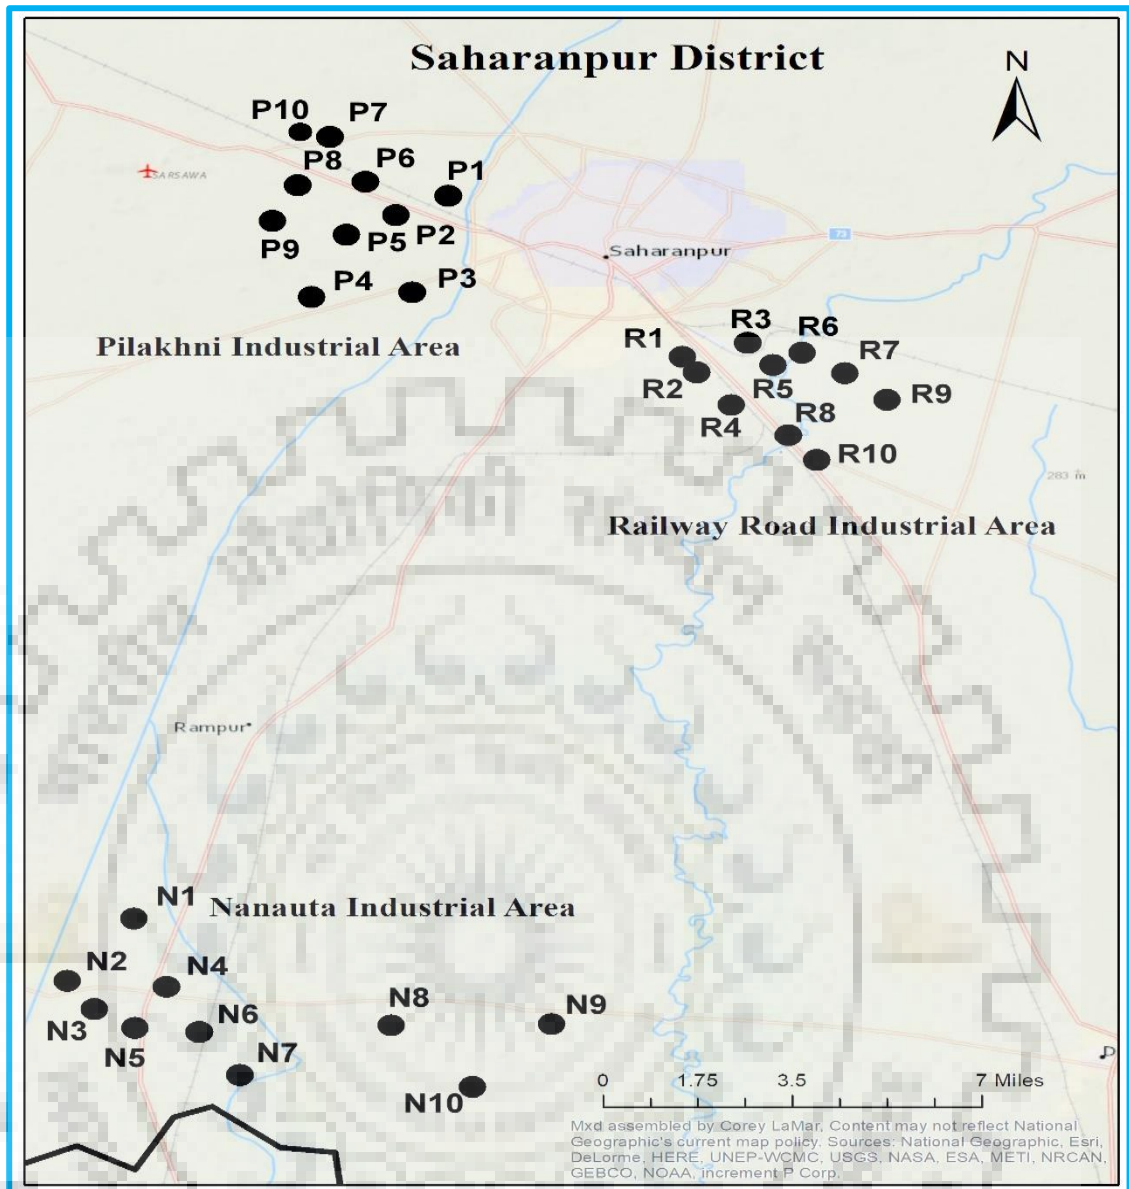 Saharanpur District
N
P10
P7
P8
P6
P1
SARSAWA
P9
P5
P2
73
Saharanpur
P4
P3
Pilakhni Industrial Area
R1
R3
R6
R7
R2
R5
R9
R4
R8
R10
283 m
Railway Road Industrial Area
Rampur
N1
Nanauta Industrial Area
N2
N4
N3
N5
N6
N8
N9
N7
D
N10
0 1.75 3.5 7 Miles
Mxd assembled by Corey LaMar, Content may not reflect National
Geographic's current map policy. Sources: National Geographic, Esri,
DeLorme, HERE, UNEP-WCMC, USGS, NASA, ESA, METI, NRCAN,
GEBCO, NOAA, increment P Corp.